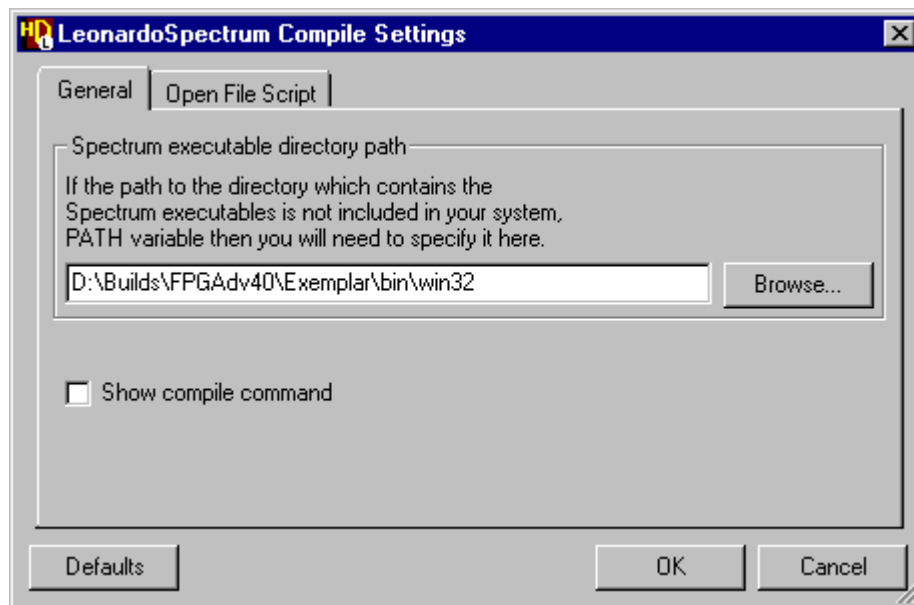 LeonardoSpectrum Compile Settings
General
Open File Script
Spectrum executable directory path
If the path to the directory which contains the
Spectrum executables is not included in your system,
PATH variable then you will need to specify it here.
D:\Builds\FPGAdv40\Exemplar\bin\win32
Browse...
Show compile command
Defaults
OK
Cancel